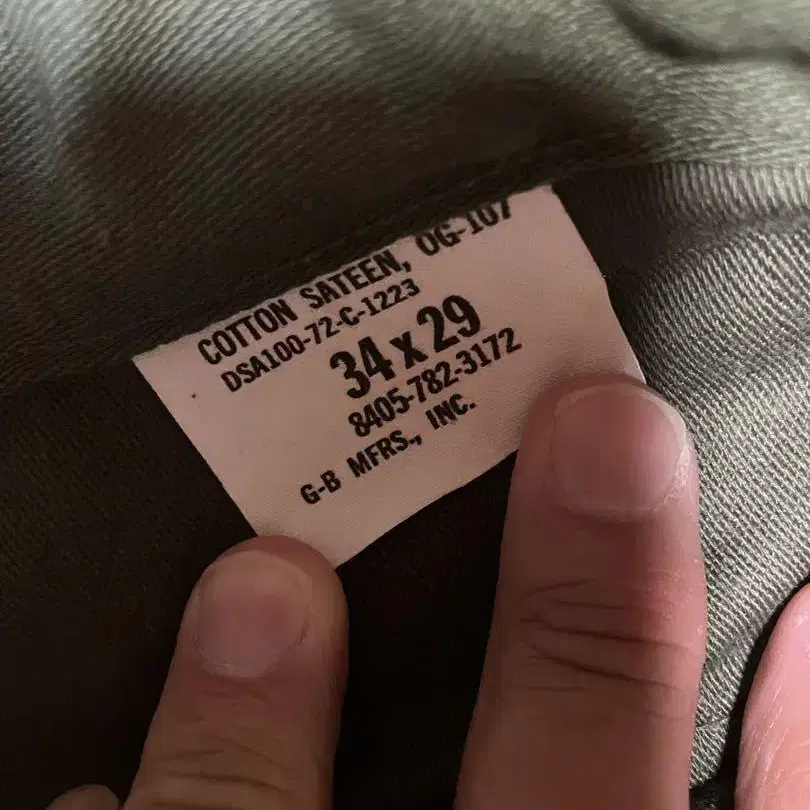 COTTON SATEEN, OG-107
DSA100-72-C-1223
34 x 29
8405-782-3172
G-B MFRS., INC.